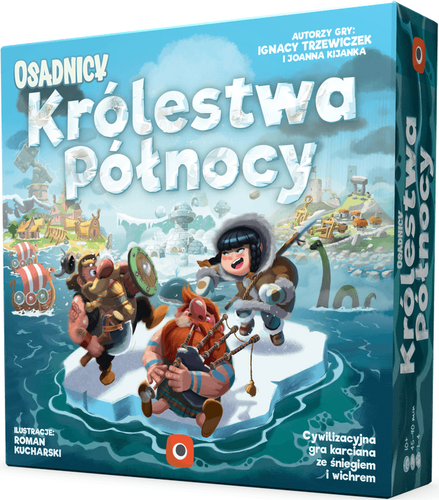 AUTORZY GRY:
IGNACY TRZEWICZEK
I JOANNA KIJANKA
OSADNICY
Królestwa
północy
ILUSTRACJE:
ROMAN
KUCHARSKI
Cywilizacyjna
gra karciana
ze śniegiem
i wichrem
OSADNICY
Królestwa
Północy
10+